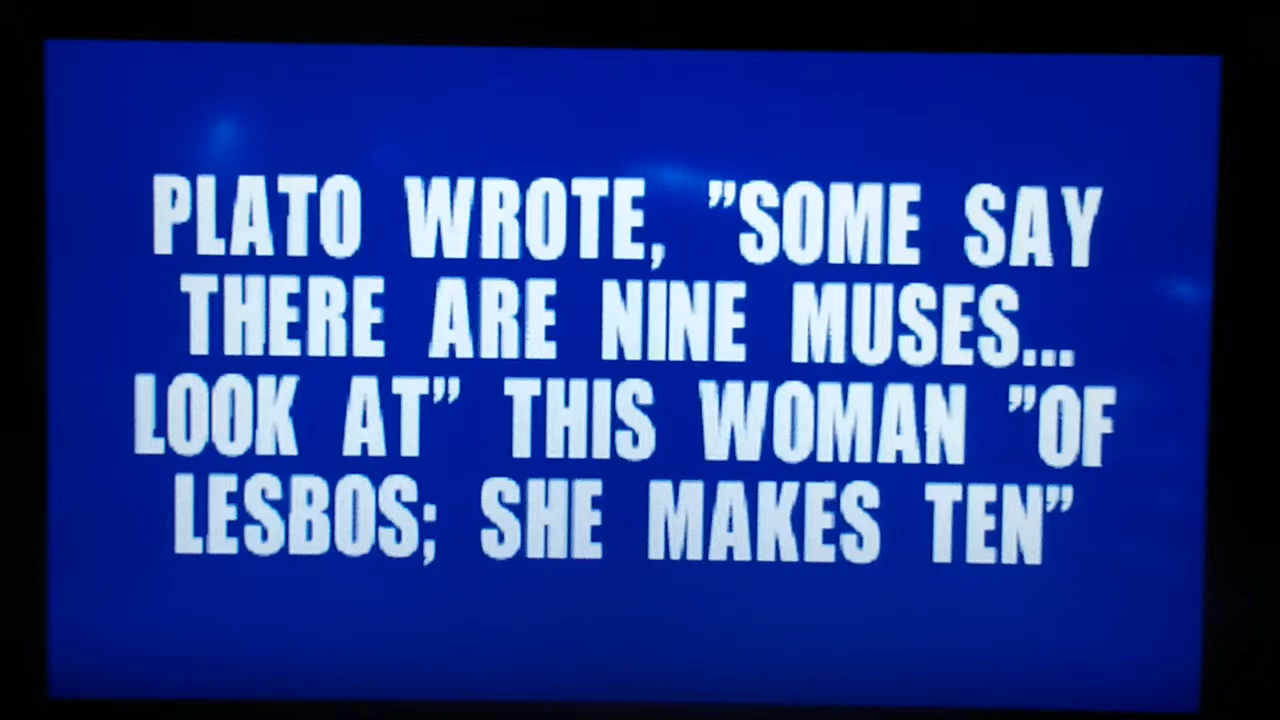 PLATO WROTE, ”SOME SAY
THERE ARE NINE MUSES...
LOOK AT” THIS WOMAN ”OF
LESBOS; SHE MAKES TEN”